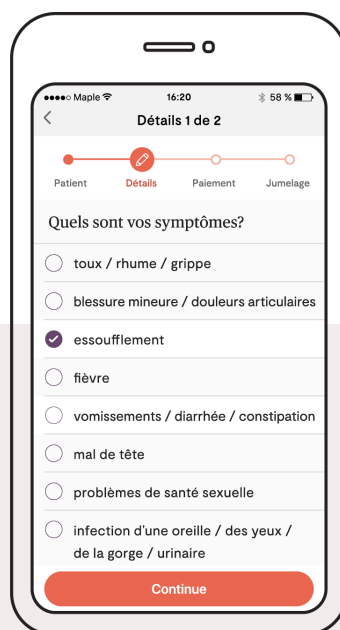 Maple 16:20 58 %
Détails 1 de 2
Patient Détails Paiement Jumelage
Quels sont vos symptômes?
toux / rhume / grippe
blessure mineure / douleurs articulaires
essoufflement
fièvre
vomissements / diarrhée / constipation
mal de tête
problèmes de santé sexuelle
infection d'une oreille / des yeux /
de la gorge / urinaire
Continue